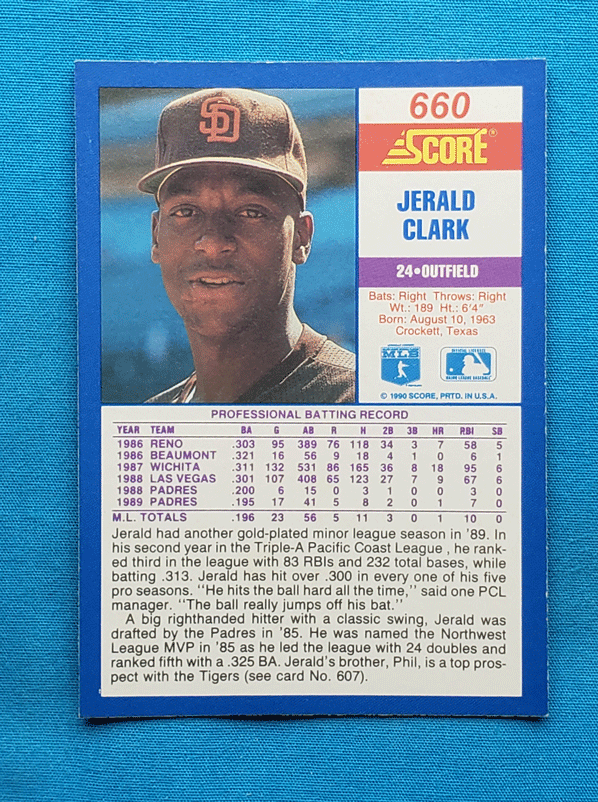 SD
660
SCORE®
JERALD
CLARK
24•OUTFIELD
Bats: Right Throws: Right
Wt.: 189 Ht.: 6'4"
Born: August 10, 1963
Crockett, Texas
MLB
© 1990 SCORE, PRTD. IN U.S.A.
PROFESSIONAL BATTING RECORD
YEAR TEAM BA G AB R H 2B 3B HR RBI SB
1986 RENO .303 95 389 76 118 34 3 7 58 5
1986 BEAUMONT .321 16 56 9 18 4 1 0 6 1
1987 WICHITA .311 132 531 86 165 36 8 18 95 6
1988 LAS VEGAS .301 107 408 65 123 27 7 9 67 6
1988 PADRES .200 6 15 0 3 1 0 0 3 0
1989 PADRES .195 17 41 5 8 2 0 1 7 0
M.L. TOTALS .196 23 56 5 11 3 0 1 10 0
Jerald had another gold-plated minor league season in '89. In
his second year in the Triple-A Pacific Coast League , he rank-
ed third in the league with 83 RBIs and 232 total bases, while
batting .313. Jerald has hit over .300 in every one of his five
pro seasons. "He hits the ball hard all the time," said one PCL
manager. "The ball really jumps off his bat."
A big righthanded hitter with a classic swing, Jerald was
drafted by the Padres in '85. He was named the Northwest
League MVP in '85 as he led the league with 24 doubles and
ranked fifth with a .325 BA. Jerald's brother, Phil, is a top pros-
pect with the Tigers (see card No. 607).